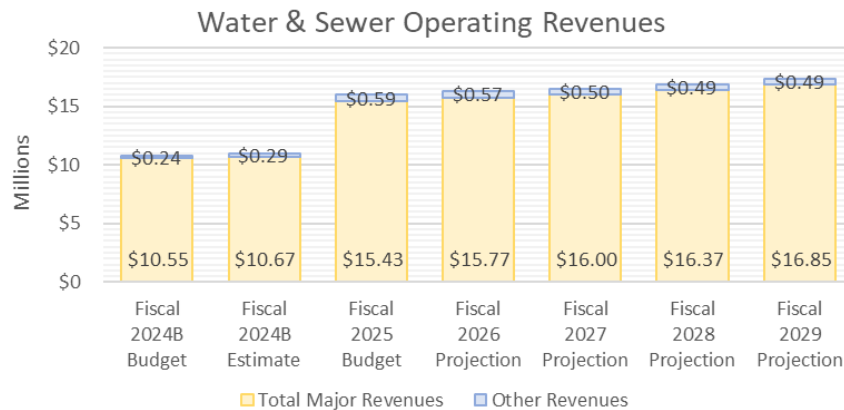 Water & Sewer Operating Revenues
Millions
$20
$15
$10
$5
$0
$0.24
$0.29
$0.59
$0.57
$0.50
$0.49
$0.49
$10.55
$10.67
$15.43
$15.77
$16.00
$16.37
$16.85
Fiscal
2024B
Budget
Fiscal
2024B
Estimate
Fiscal
2025
Budget
Fiscal
2026
Projection
Fiscal
2027
Projection
Fiscal
2028
Projection
Fiscal
2029
Projection
Total Major Revenues
Other Revenues